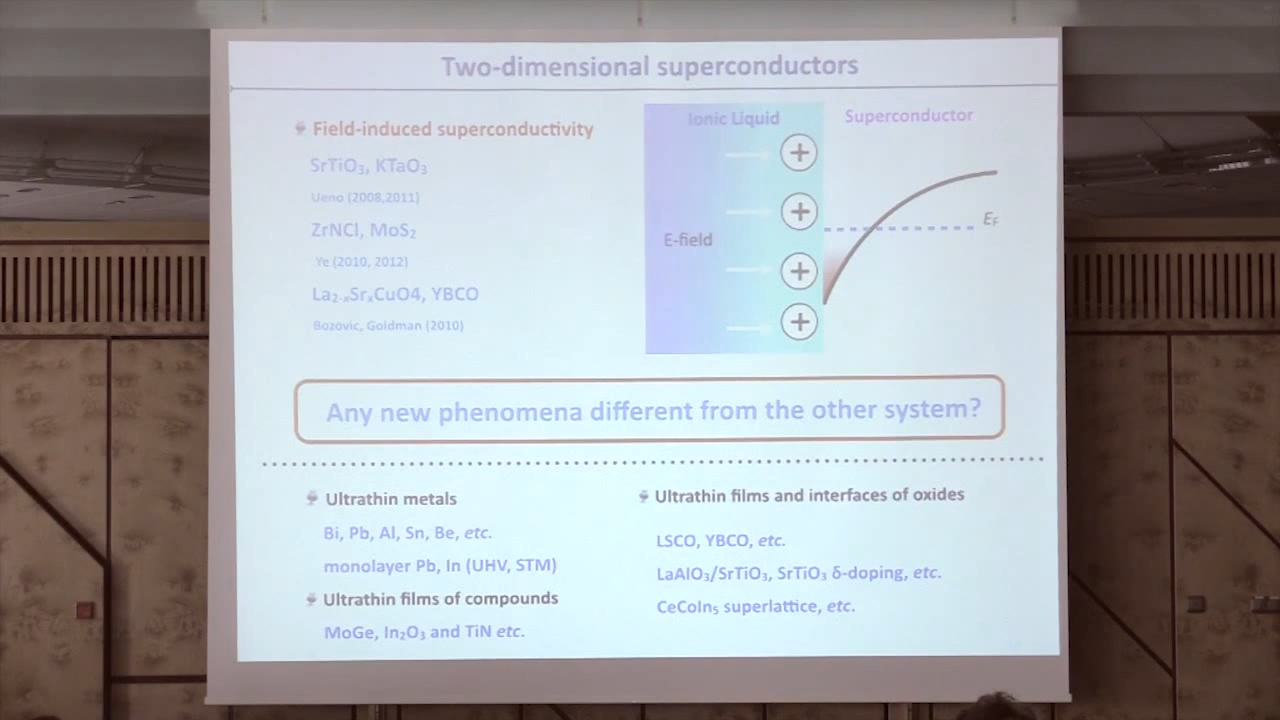 Two-dimensional superconductors
Field-induced superconductivity
SrTiO₃, KTaO₃
Ueno (2008,2011)
ZrNCl, MoS₂
Ye (2010, 2012)
La₂₋ₓSrₓCuO4, YBCO
Bozovic, Goldman (2010)
Ionic Liquid
Superconductor
+
+
E-field
+
+
E_F
Any new phenomena different from the other system?
Ultrathin metals
Bi, Pb, Al, Sn, Be, etc.
monolayer Pb, In (UHV, STM)
Ultrathin films of compounds
MoGe, In₂O₃ and TiN etc.
Ultrathin films and interfaces of oxides
LSCO, YBCO, etc.
LaAlO₃/SrTiO₃, SrTiO₃ δ-doping, etc.
CeCoIn₅ superlattice, etc.